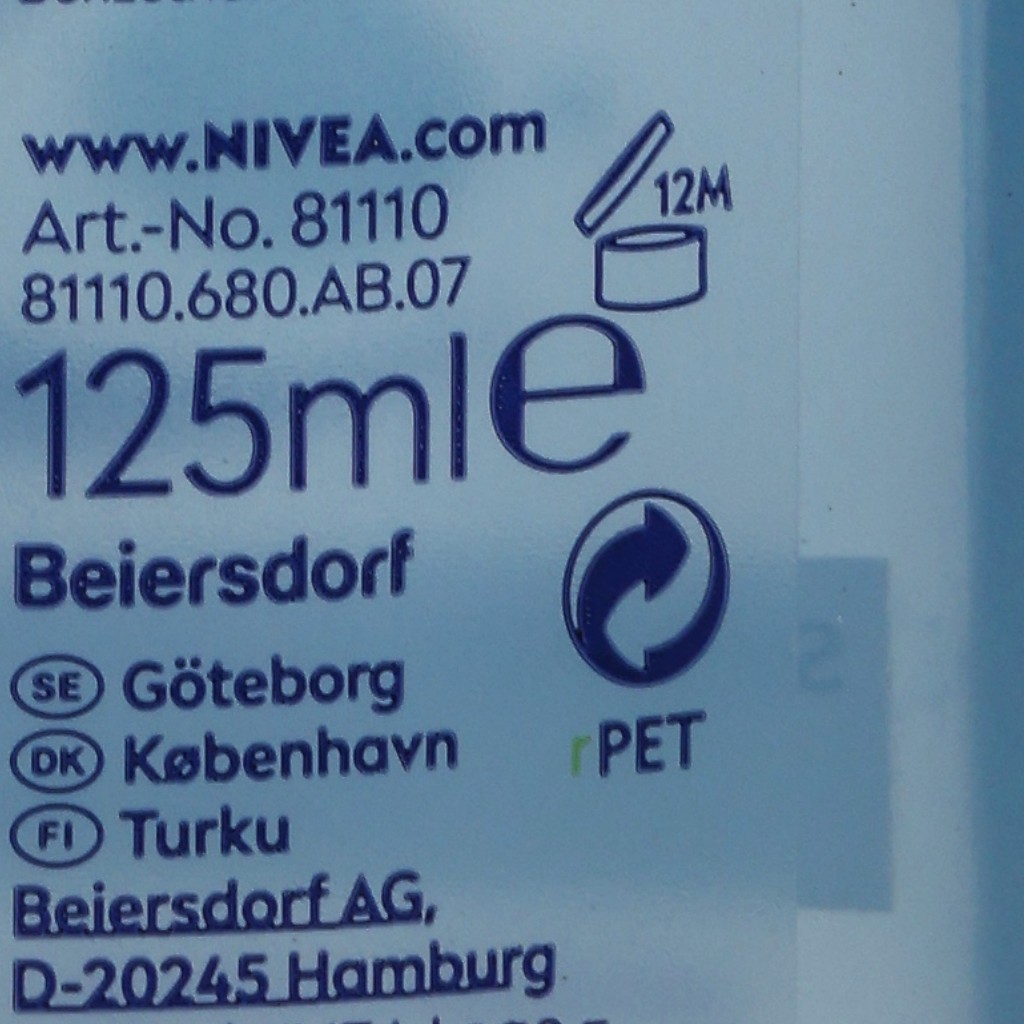 www.NIVEA.com
12M
Art.-No. 81110
81110.680.AB.07
125ml e
Beiersdorf
SE Göteborg
DK København
rPET
FI Turku
Beiersdorf AG,
D-20245 Hamburg